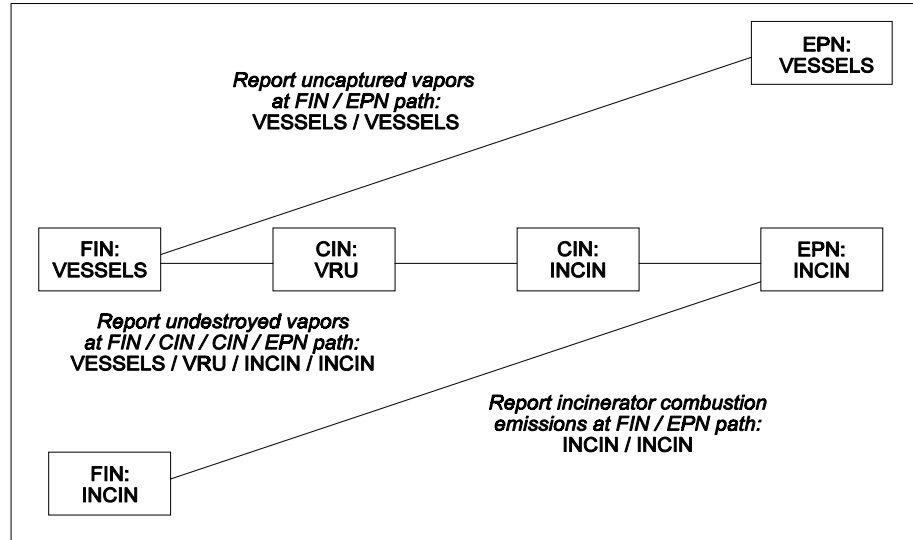 EPN:
VESSELS
Report uncaptured vapors
at FIN / EPN path:
VESSELS / VESSELS
FIN:
VESSELS
CIN:
VRU
CIN:
INCIN
EPN:
INCIN
Report undestroyed vapors
at FIN / CIN / CIN / EPN path:
VESSELS / VRU / INCIN / INCIN
Report incinerator combustion
emissions at FIN / EPN path:
INCIN / INCIN
FIN:
INCIN